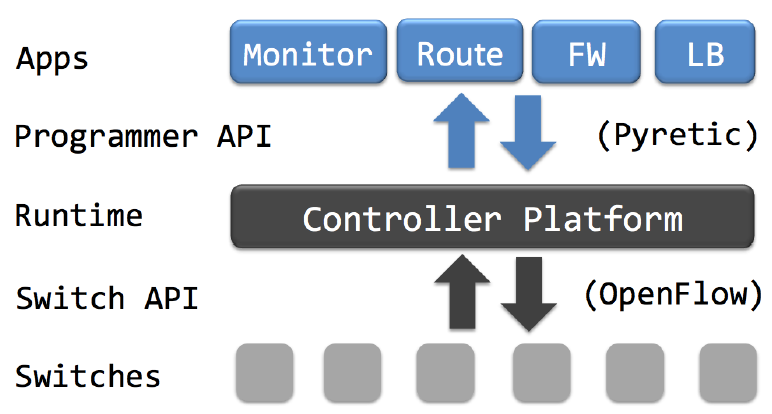 Apps Monitor Route FW LB
Programmer API (Pyretic)
Runtime Controller Platform
Switch API (OpenFlow)
Switches